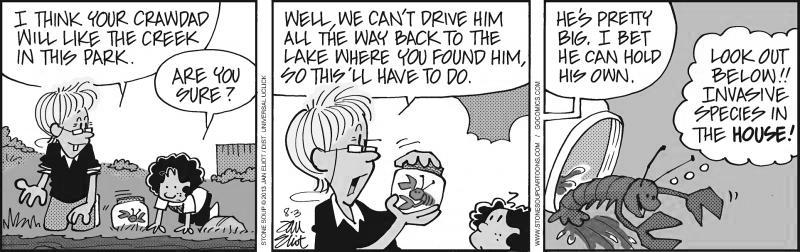 I THINK YOUR CRAWDAD
WILL LIKE THE CREEK
IN THIS PARK.
ARE YOU
SURE?
STONE SOUP © 2013 JAN ELIOT / DIST. UNIVERSAL UCLICK
WELL, WE CAN'T DRIVE HIM
ALL THE WAY BACK TO THE
LAKE WHERE YOU FOUND HIM,
SO THIS'LL HAVE TO DO.
8-3
Jan
Eliot
WWW.STONESOUPCARTOONS.COM / GOCOMICS.COM
HE'S PRETTY
BIG. I BET
HE CAN HOLD
HIS OWN.
LOOK OUT
BELOW!!
INVASIVE
SPECIES IN
THE HOUSE!